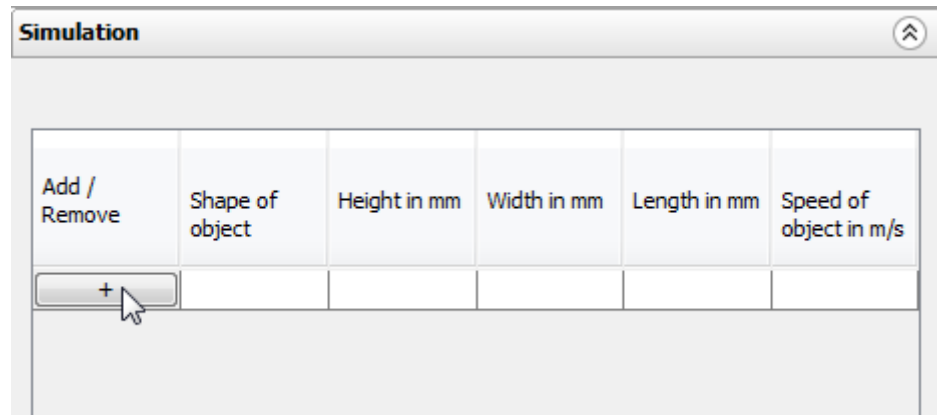 Simulation
Add /
Remove
Shape of
object
Height in mm
Width in mm
Length in mm
Speed of
object in m/s
+